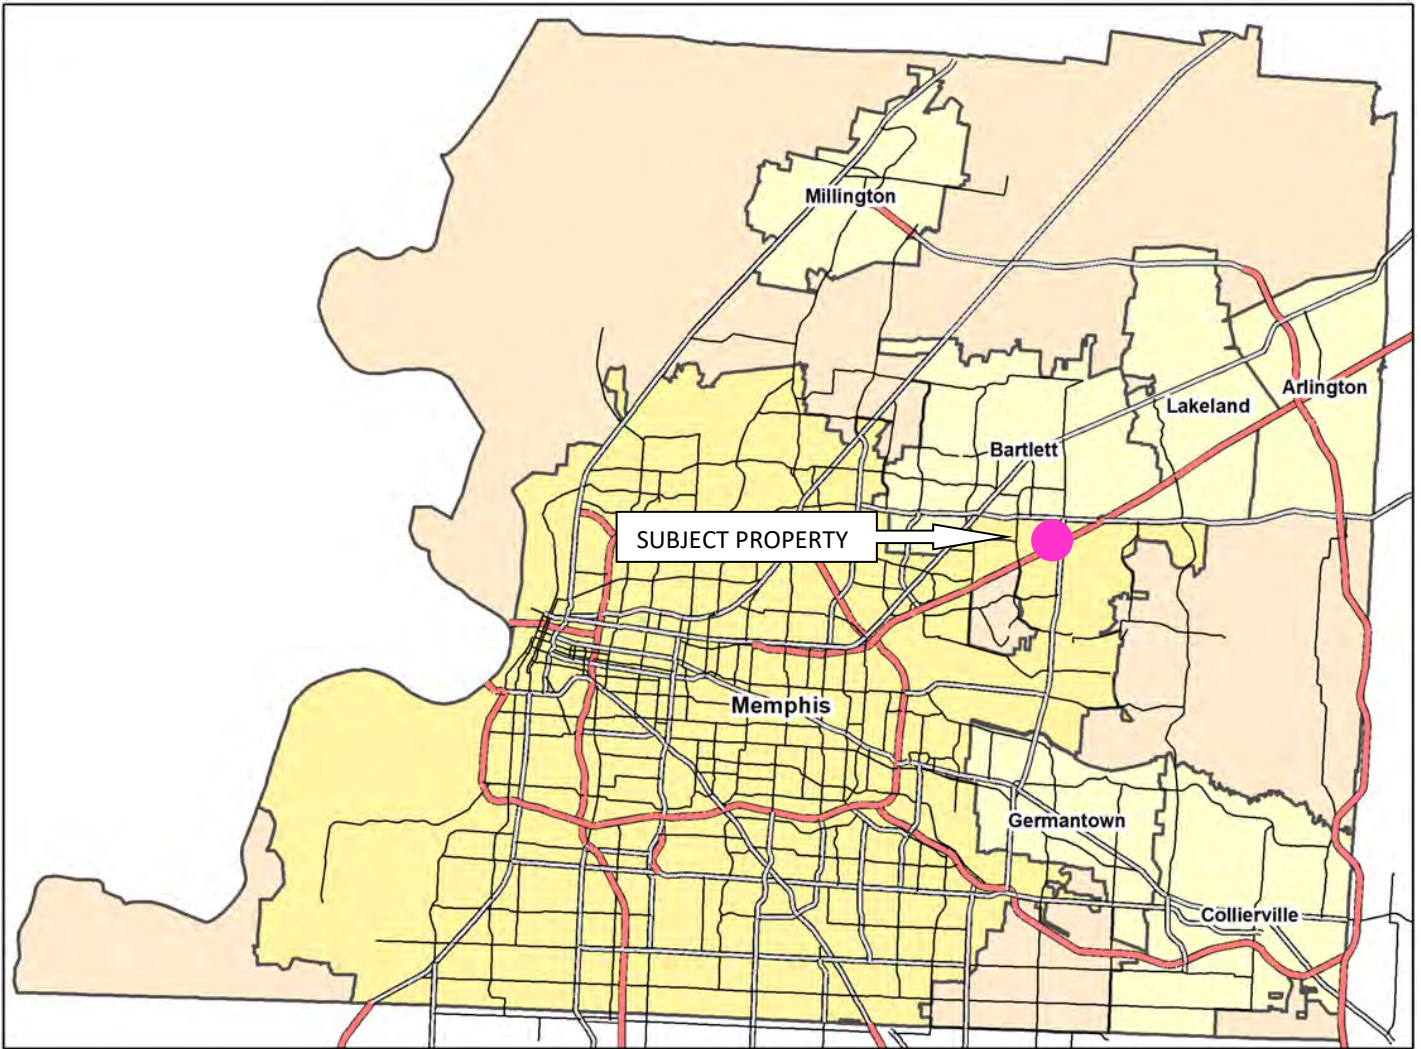 Millington
Arlington
Lakeland
Bartlett
SUBJECT PROPERTY
Memphis
Germantown
Collierville